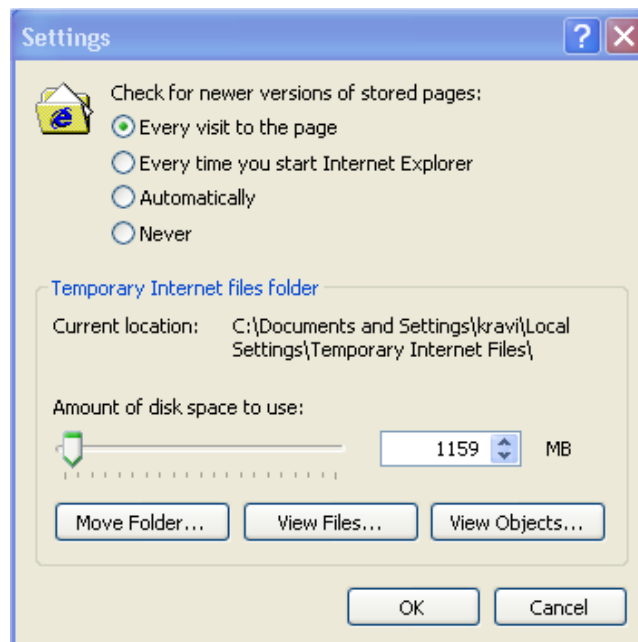 Settings
Check for newer versions of stored pages:
Every visit to the page
Every time you start Internet Explorer
Automatically
Never
Temporary Internet files folder
Current location: C:\Documents and Settings\kravi\Local
Settings\Temporary Internet Files\
Amount of disk space to use:
1159 MB
Move Folder... View Files... View Objects...
OK Cancel